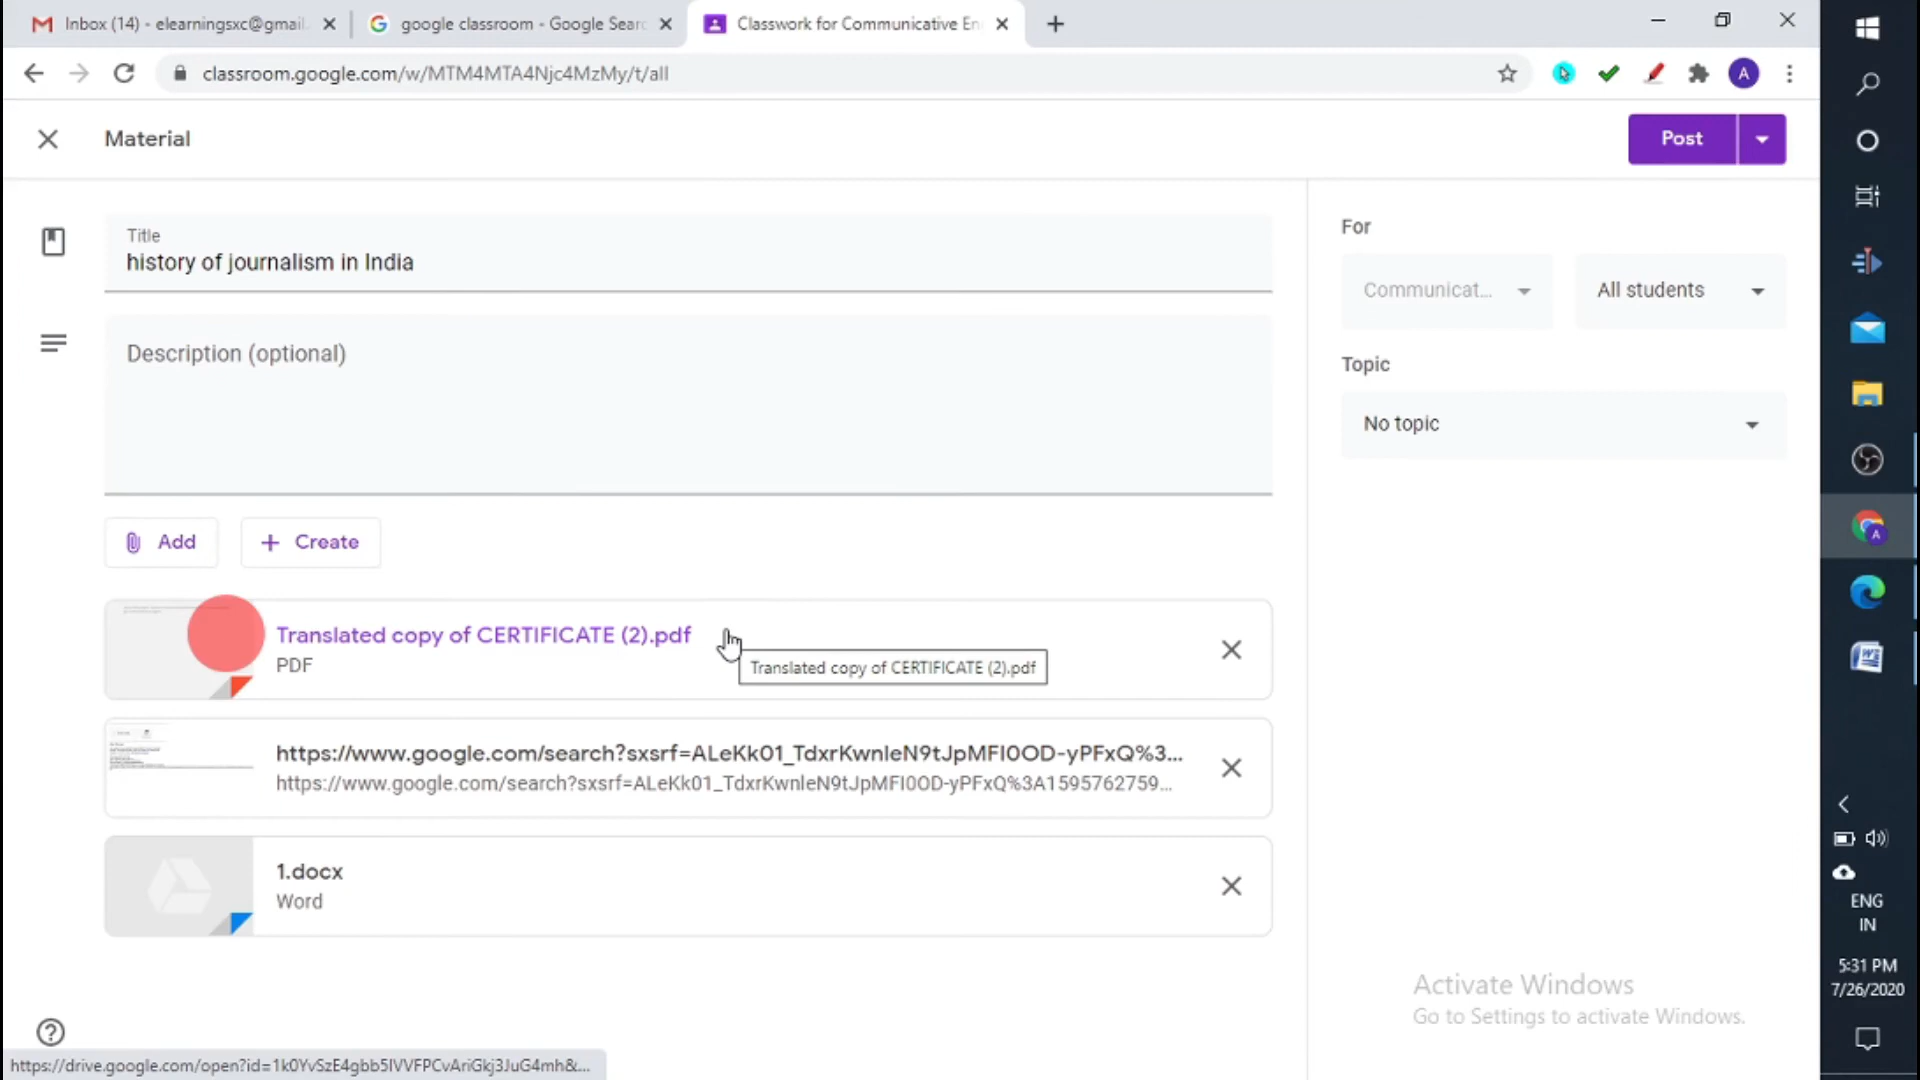 Inbox (14) - elearningsxc@gmail.
google classroom - Google Sear
Classwork for Communicative En
classroom.google.com/w/MTM4MTA4Njc4MzMy/t/all
A
Material
Post
Title
history of journalism in India
Description (optional)
Add
Create
Translated copy of CERTIFICATE (2).pdf
PDF
Translated copy of CERTIFICATE (2).pdf
https://www.google.com/search?sxsrf=ALeKk01_TdxrKwnleN9tJpMFI0OD-yPFxQ%3...
https://www.google.com/search?sxsrf=ALeKk01_TdxrKwnleN9tJpMFI0OD-yPFxQ%3A1595762759...
1.docx
Word
For
Communicat...
All students
Topic
No topic
Activate Windows
Go to Settings to activate Windows.
https://drive.google.com/open?id=1k0YvSzE4gbb5IVVFPCvAriGkj3JuG4mh&...
A
W
ENG
IN
5:31 PM
7/26/2020